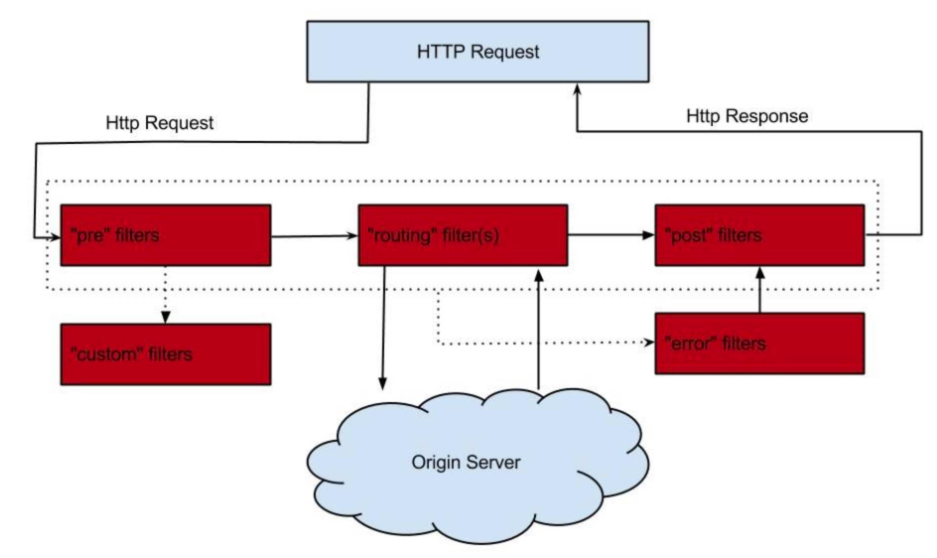 HTTP Request
Http Request
Http Response
"pre" filters
"routing" filter(s)
"post" filters
"custom" filters
"error" filters
Origin Server